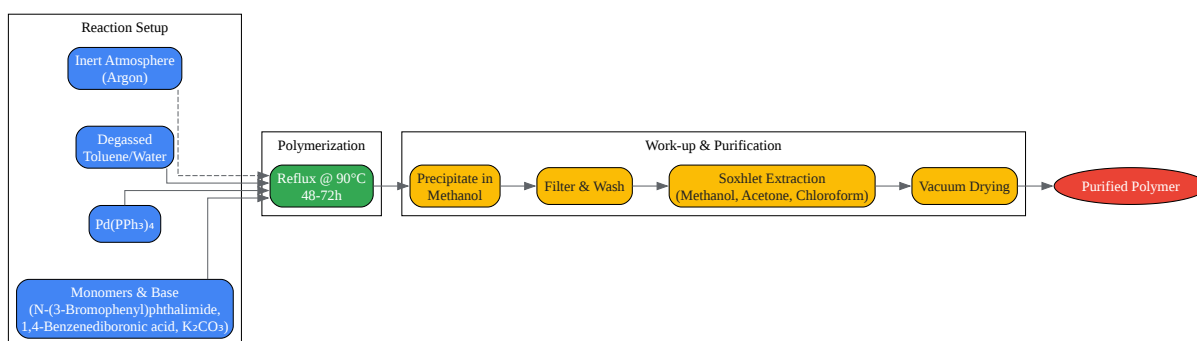 Reaction Setup
Inert Atmosphere
(Argon)
Degassed
Toluene/Water
Pd(PPh₃)₄
Monomers & Base
(N-(3-Bromophenyl)phthalimide,
1,4-Benzenediboronic acid, K₂CO₃)
Polymerization
Reflux @ 90°C
48-72h
Work-up & Purification
Precipitate in
Methanol
Filter & Wash
Soxhlet Extraction
(Methanol, Acetone, Chloroform)
Vacuum Drying
Purified Polymer